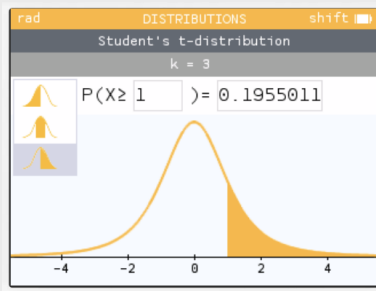 rad DISTRIBUTIONS shift
Student's t-distribution
k = 3
P(X≥ 1 )= 0.1955011
-4 -2 0 2 4